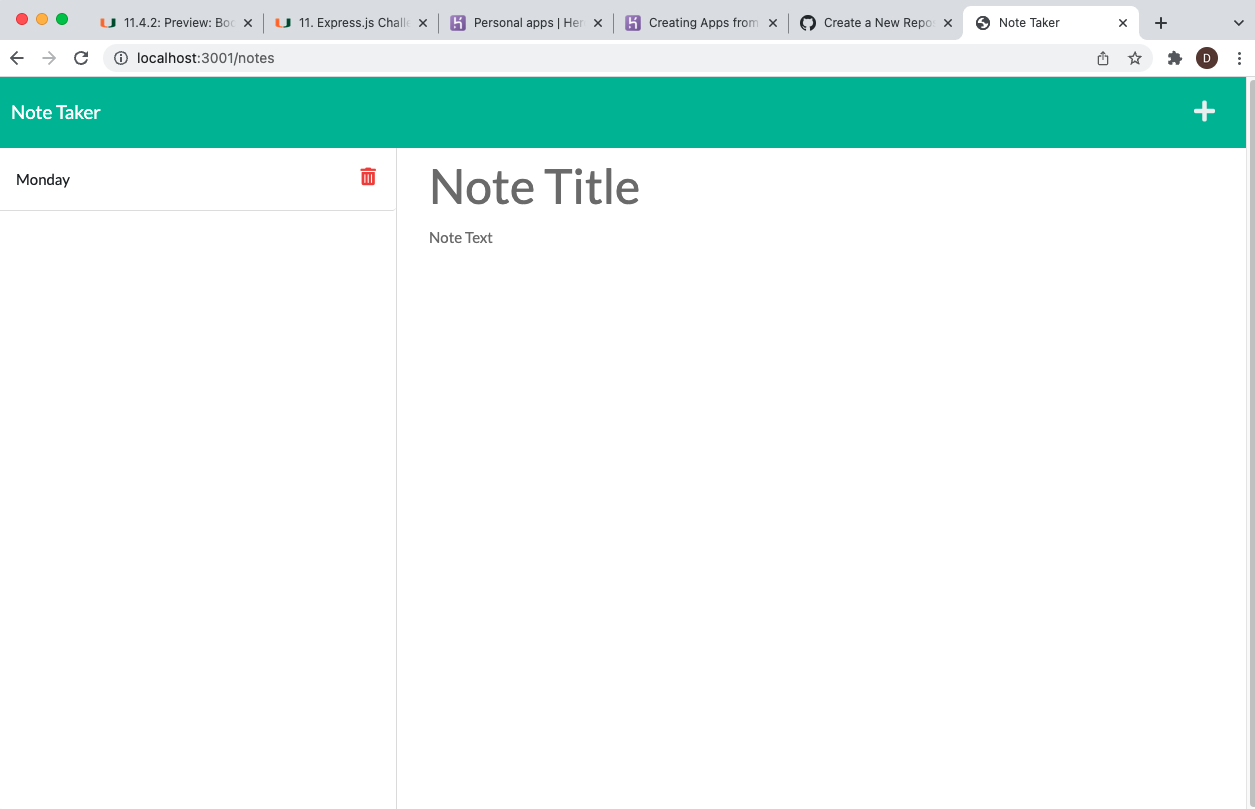 11.4.2: Preview: Boo
11. Express.js Challe
Personal apps | Her
Creating Apps from
Create a New Repos
Note Taker
localhost:3001/notes
D
Note Taker
Monday
Note Title
Note Text